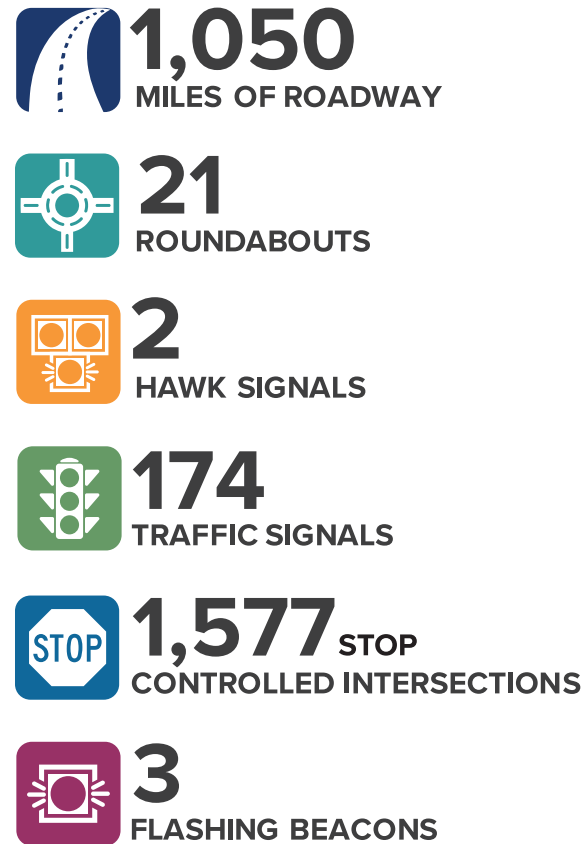 1,050
MILES OF ROADWAY
21
ROUNDABOUTS
2
HAWK SIGNALS
174
TRAFFIC SIGNALS
STOP
1,577 STOP
CONTROLLED INTERSECTIONS
3
FLASHING BEACONS